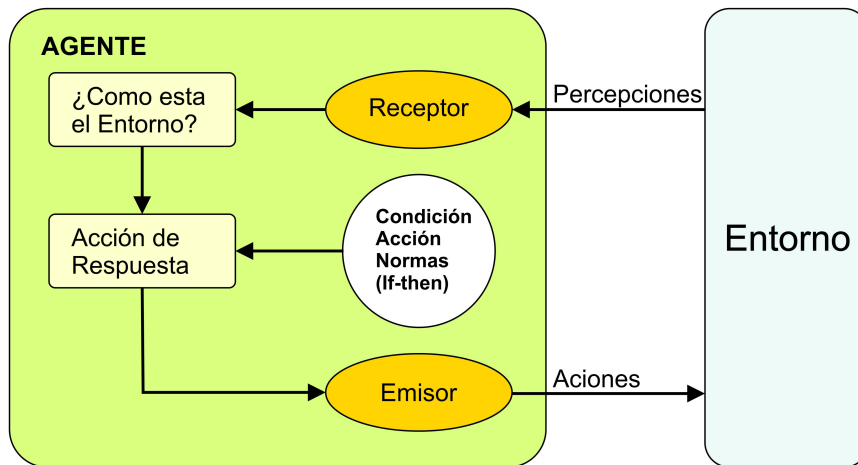 AGENTE
¿Como esta
el Entorno?
Receptor
Percepciones
Condición
Acción
Normas
(If-then)
Acción de
Respuesta
Entorno
Emisor
Aciones